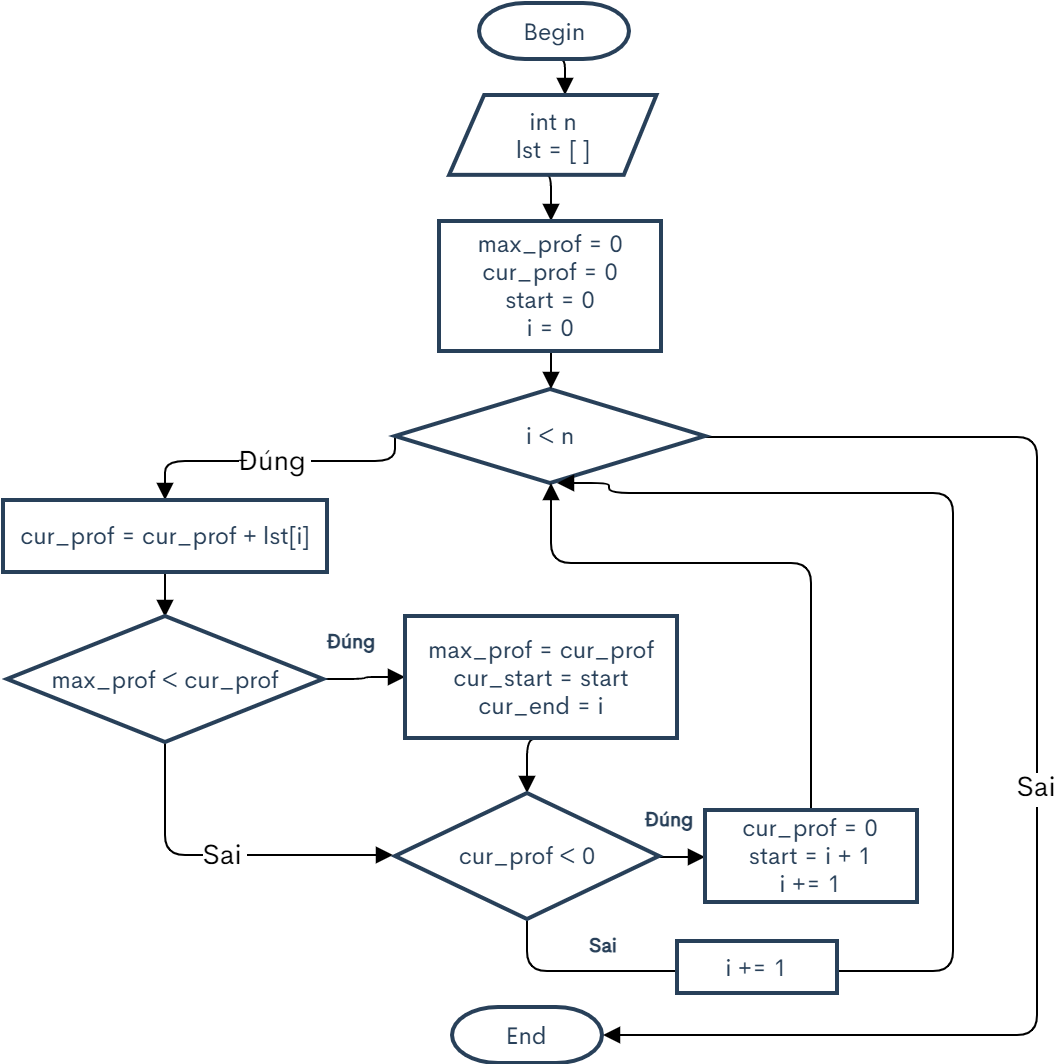 Begin
int n
lst = [ ]
max_prof = 0
cur_prof = 0
start = 0
i = 0
i < n
Đúng
cur_prof = cur_prof + lst[i]
max_prof < cur_prof
Đúng
max_prof = cur_prof
cur_start = start
cur_end = i
Sai
cur_prof < 0
Đúng
cur_prof = 0
start = i + 1
i += 1
Sai
i += 1
Sai
End